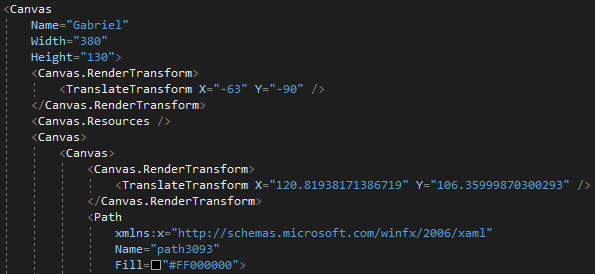 <Canvas
Name="Gabriel"
Width="380"
Height="130">
<Canvas.RenderTransform>
<TranslateTransform X="-63" Y="-90" />
</Canvas.RenderTransform>
<Canvas.Resources />
<Canvas>
<Canvas>
<Canvas.RenderTransform>
<TranslateTransform X="120.81938171386719" Y="106.35999870300293" />
</Canvas.RenderTransform>
<Path
xmlns:x="http://schemas.microsoft.com/winfx/2006/xaml"
Name="path3093"
Fill="#FF000000">